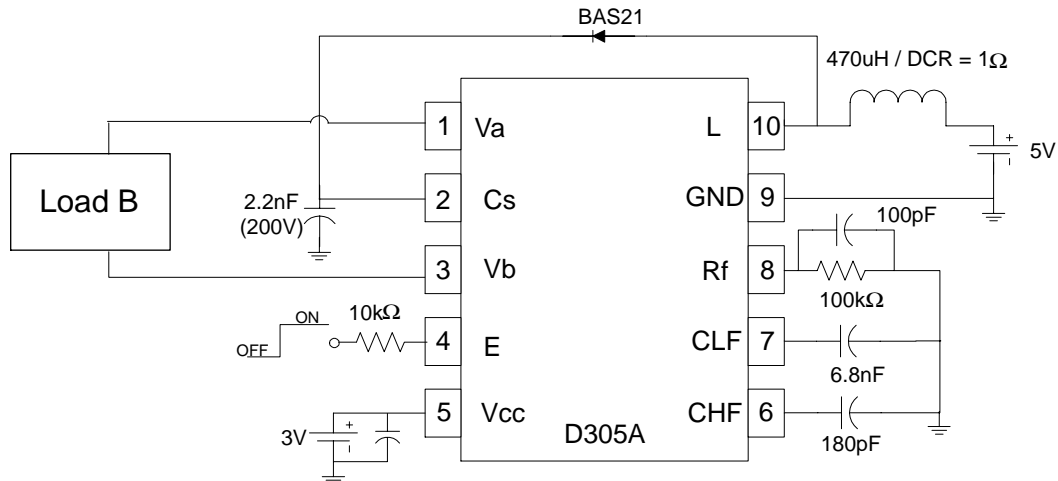 BAS21
470uH / DCR = 1Ω
1 Va
L 10
5V
Load B
2.2nF
(200V)
2 Cs
GND 9
100pF
3 Vb
Rf 8
100kΩ
10kΩ
ON
OFF
4 E
CLF 7
6.8nF
5 Vcc
CHF 6
3V
D305A
180pF